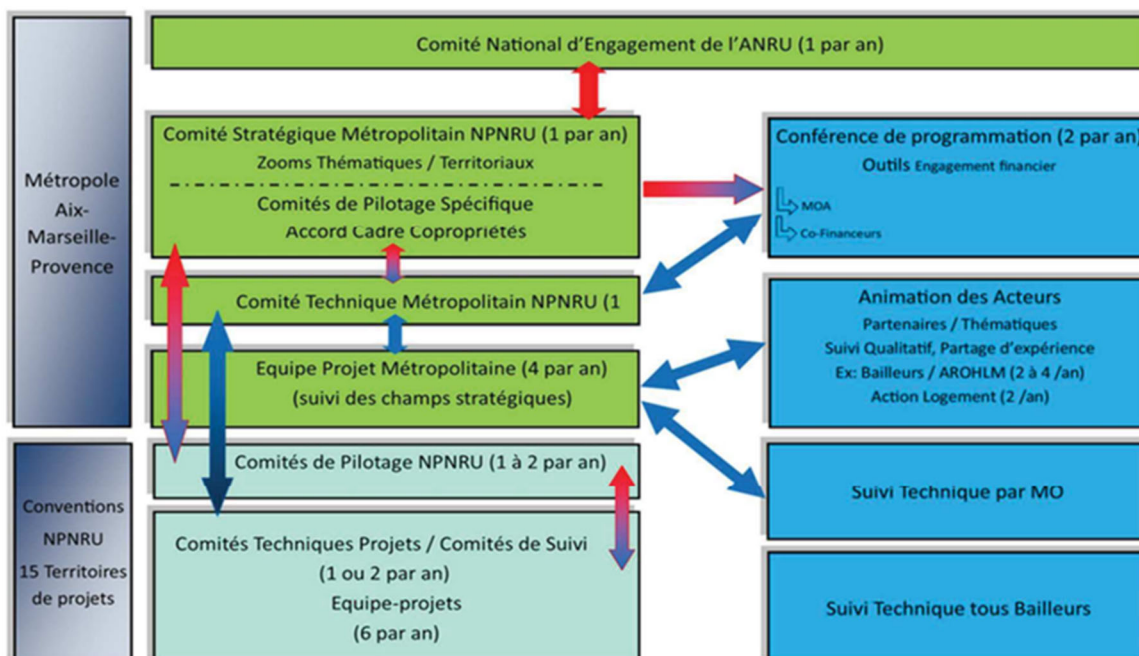 Métropole
Aix-
Marseille-
Provence
Conventions
NPNRU
15 Territoires
de projets
Comité National d'Engagement de l'ANRU (1 par an)
Comité Stratégique Métropolitain NPNRU (1 par an)
Zooms Thématiques / Territoriaux
Comités de Pilotage Spécifique
Accord Cadre Copropriétés
Comité Technique Métropolitain NPNRU (1
Equipe Projet Métropolitaine (4 par an)
(suivi des champs stratégiques)
Comités de Pilotage NPNRU (1 à 2 par an)
Comités Techniques Projets / Comités de Suivi
(1 ou 2 par an)
Equipe-projets
(6 par an)
Conférence de programmation (2 par an)
Outils Engagement financier
MOA
Co-Financeurs
Animation des Acteurs
Partenaires / Thématiques
Suivi Qualitatif, Partage d'expérience
Ex: Bailleurs / AROHLM (2 à 4 /an)
Action Logement (2 /an)
Suivi Technique par MO
Suivi Technique tous Bailleurs